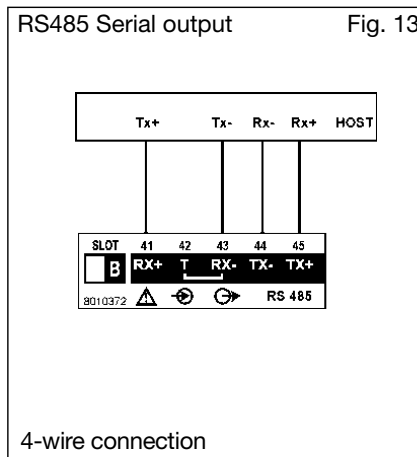 RS485 Serial output Fig. 13
Tx+ Tx- Rx- Rx+ HOST
SLOT 41 42 43 44 45
B RX+ T RX- TX- TX+
8010372 RS 485
4-wire connection